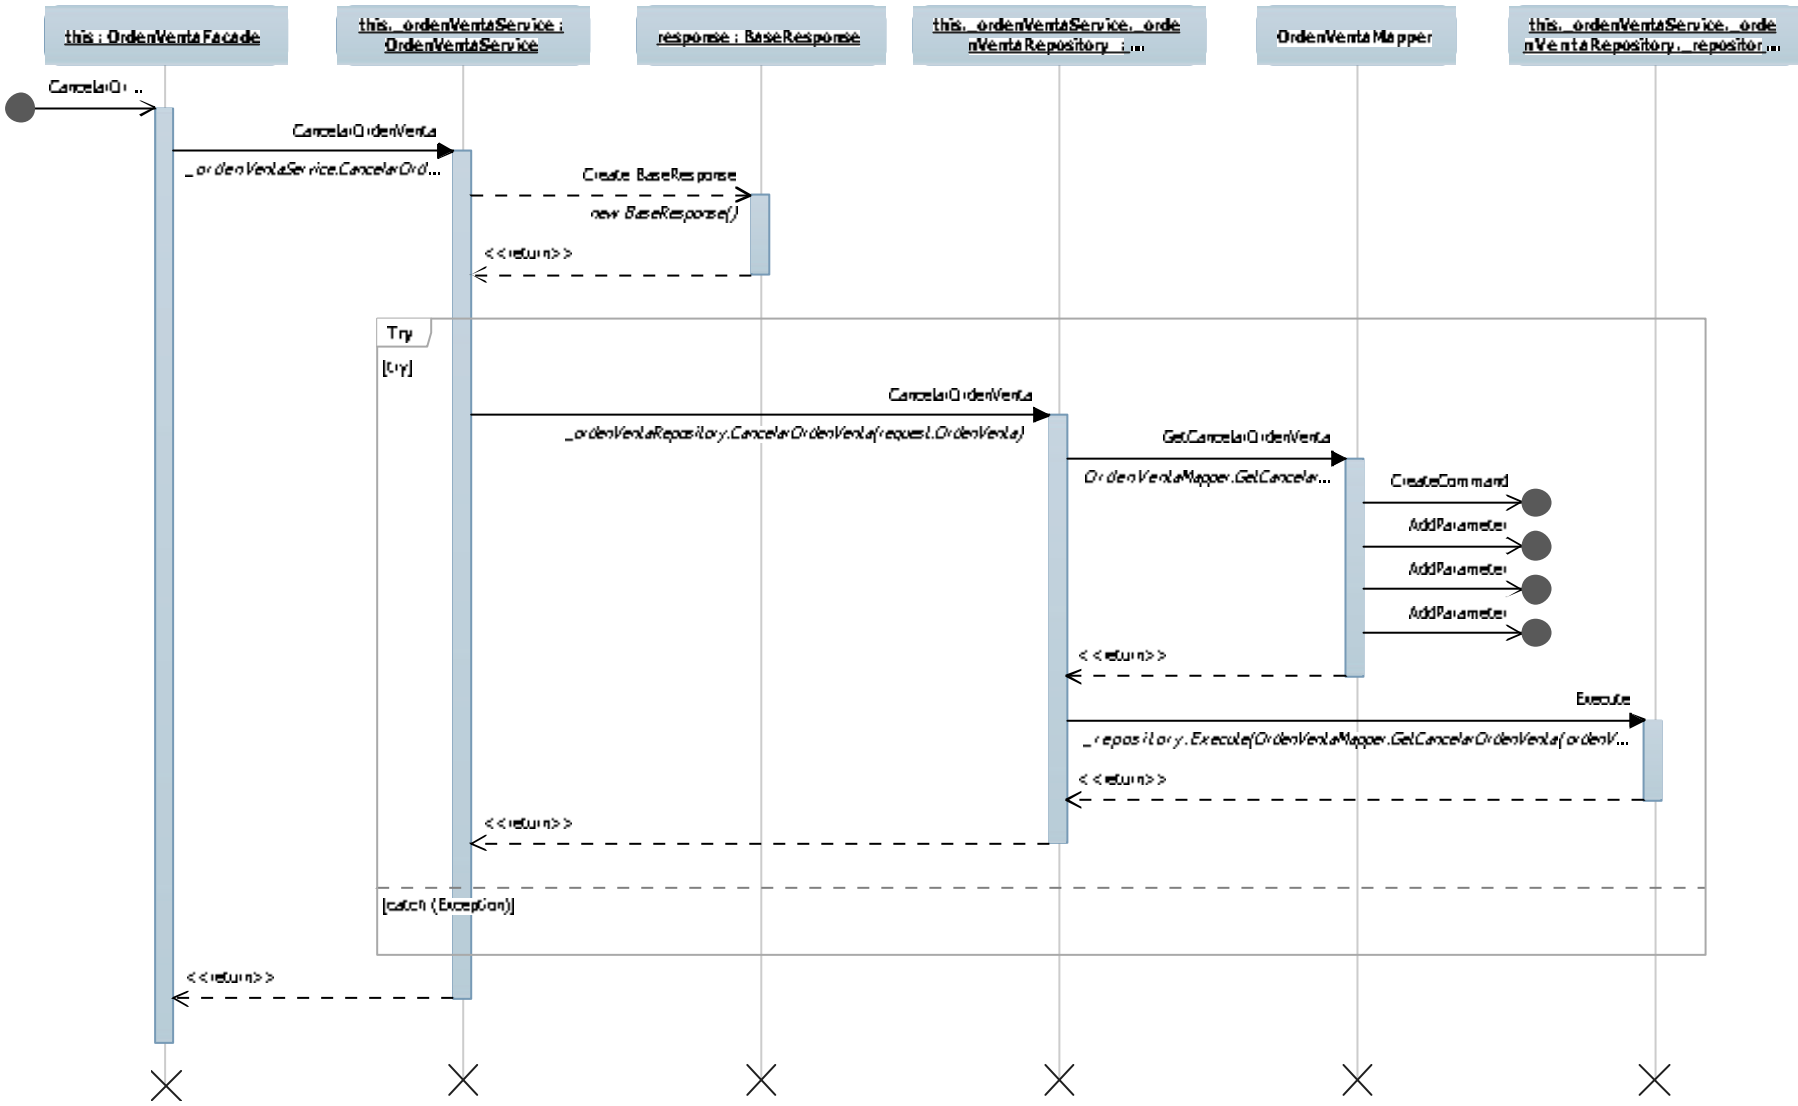 this : OrdenVentaFacade
this._ordenVentaService :
OrdenVentaService
response : BaseResponse
this._ordenVentaService._orde
nVentaRepository_ : ...
OrdenVentaMapper
this._ordenVentaService._orde
nVentaRepository._repositor...
CancelarOr ...
CancelarOrdenVenta
_ordenVentaService.CancelarOrd...
Create BaseResponse
new BaseResponse()
<<return>>
Try
[try]
CancelarOrdenVenta
_ordenVentaRepository.CancelarOrdenVenta(request.OrdenVenta)
GetCancelarOrdenVenta
OrdenVentaMapper.GetCancelar...
CreateCommand
AddParameter
AddParameter
AddParameter
<<return>>
Execute
_repository.Execute(OrdenVentaMapper.GetCancelarOrdenVenta(ordenV...
<<return>>
<<return>>
[catch (Exception)]
<<return>>